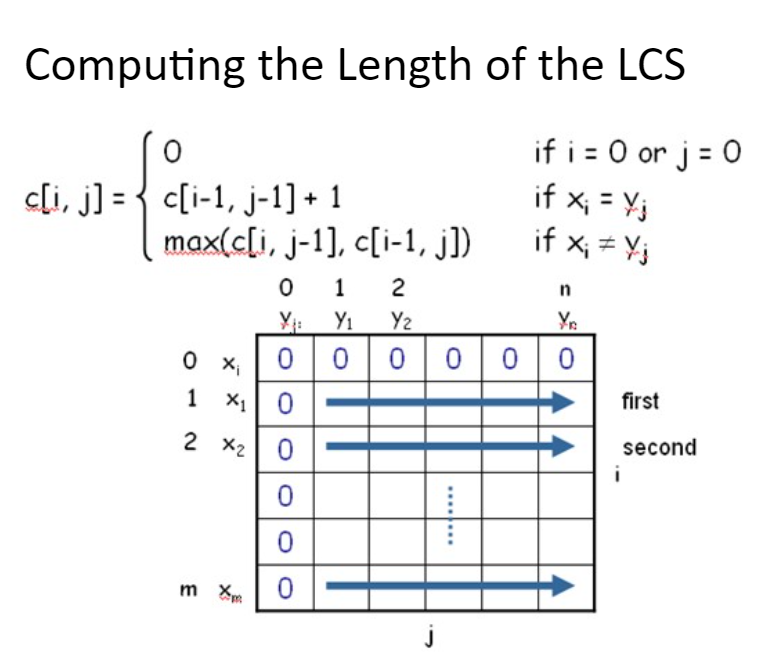 Computing the Length of the LCS
0 if i = 0 or j = 0
c[i, j] = c[i-1, j-1] + 1 if xᵢ = yⱼ
max(c[i, j-1], c[i-1, j]) if xᵢ ≠ yⱼ
0 1 2 n
yⱼ: y₁ y₂ yₙ
0 xᵢ 0 0 0 0 0 0
1 x₁ 0 first
2 x₂ 0 second
i
0
0
m xₘ 0
j